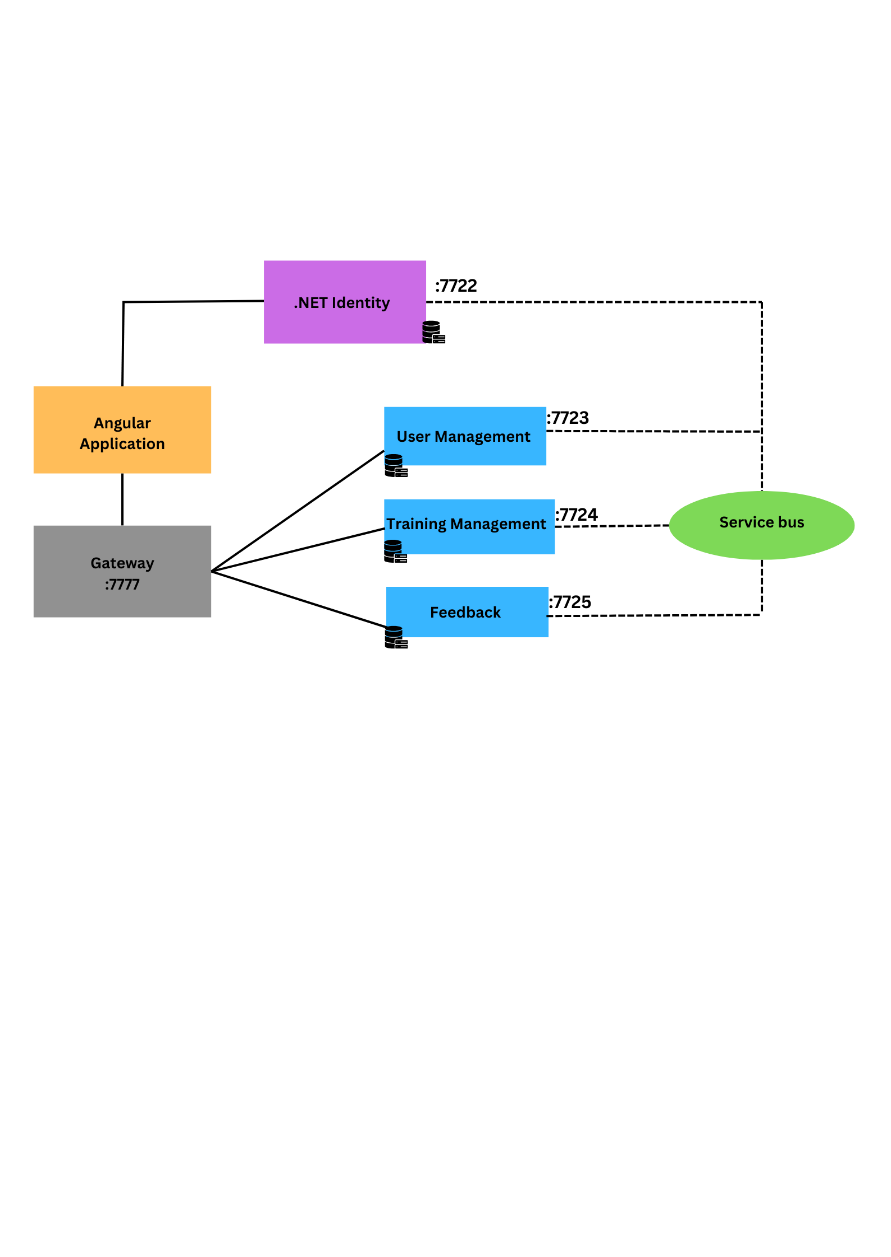 .NET Identity
:7722
Angular
Application
User Management
:7723
Training Management
:7724
Service bus
Gateway
:7777
Feedback
:7725